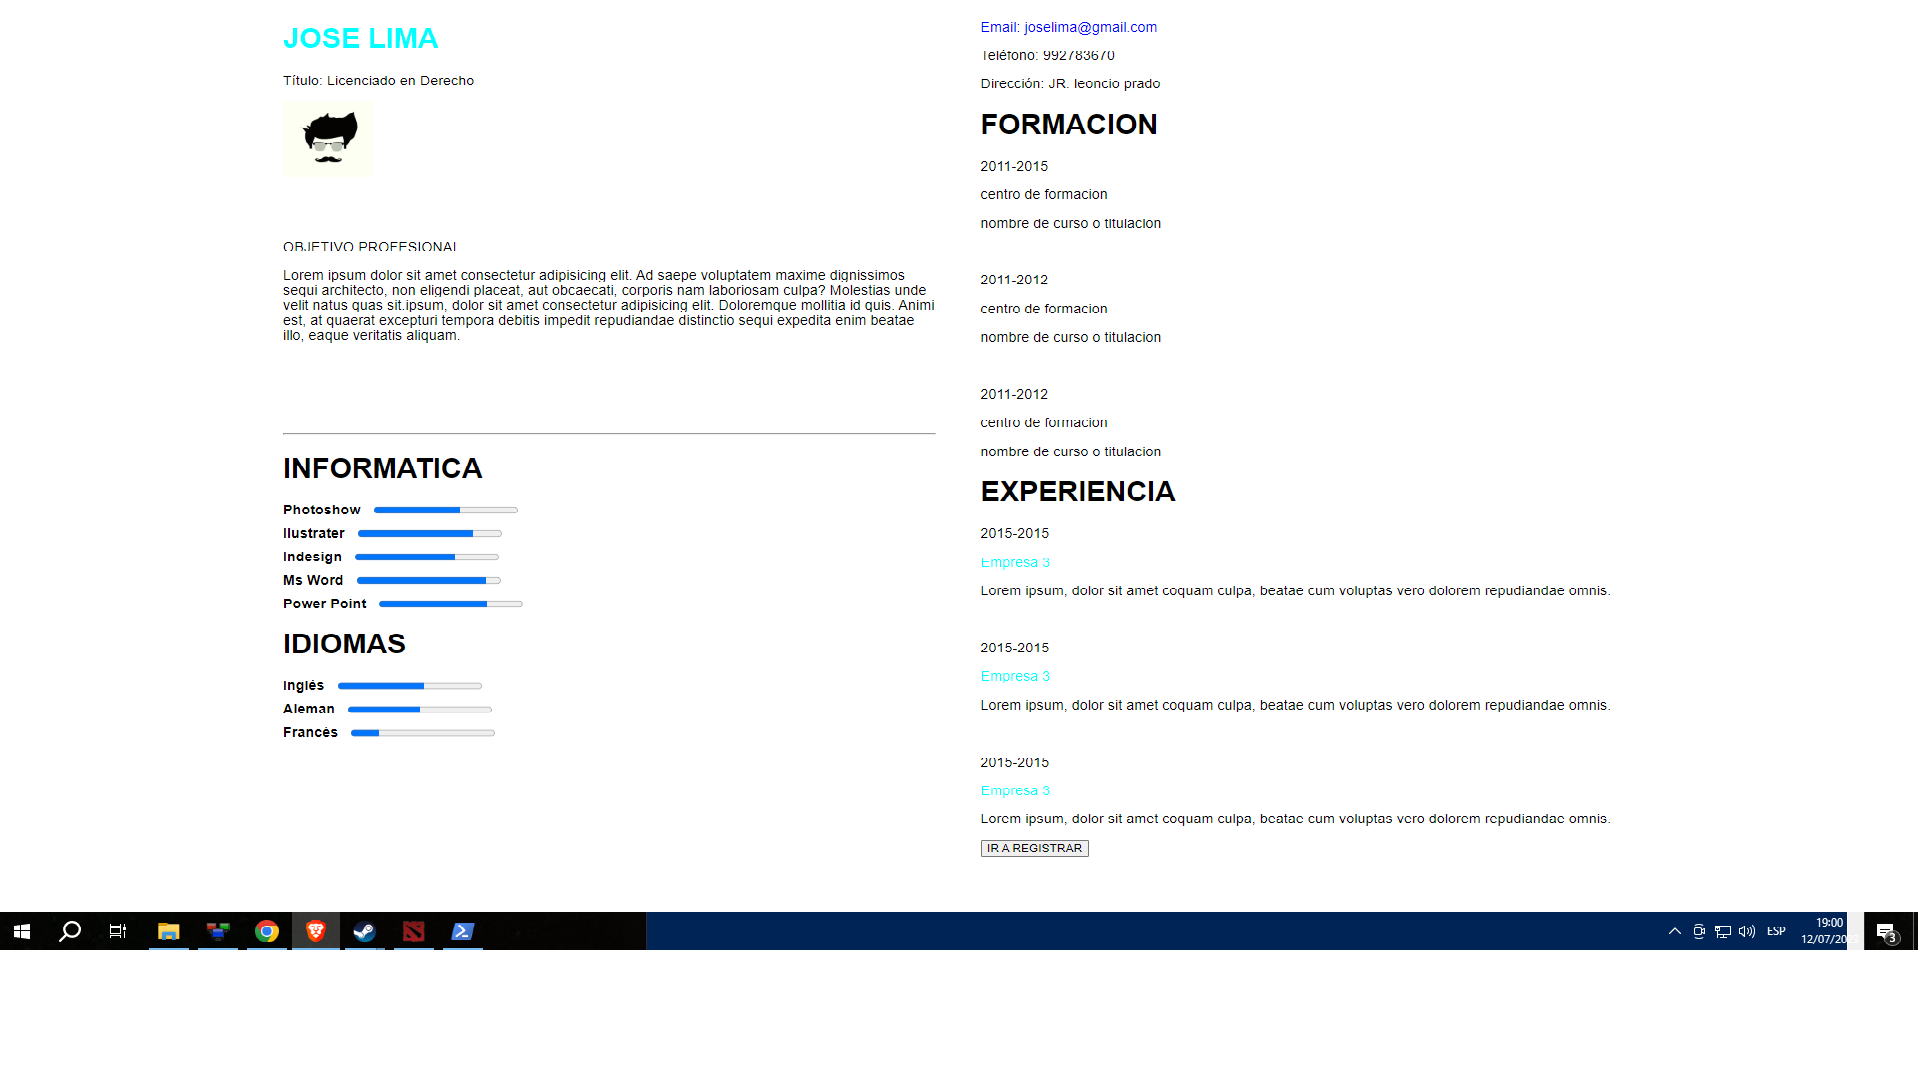 JOSE LIMA
Título: Licenciado en Derecho
OBJETIVO PROFESIONAL
Lorem ipsum dolor sit amet consectetur adipisicing elit. Ad saepe voluptatem maxime dignissimos
sequi architecto, non eligendi placeat, aut obcaecati, corporis nam laboriosam culpa? Molestias unde
velit natus quas sit.ipsum, dolor sit amet consectetur adipisicing elit. Doloremque mollitia id quis. Animi
est, at quaerat excepturi tempora debitis impedit repudiandae distinctio sequi expedita enim beatae
illo, eaque veritatis aliquam.
INFORMATICA
Photoshow
Ilustrater
Indesign
Ms Word
Power Point
IDIOMAS
Inglés
Aleman
Francés
Email: joselima@gmail.com
Teléfono: 992783670
Dirección: JR. leoncio prado
FORMACION
2011-2015
centro de formacion
nombre de curso o titulacion
2011-2012
centro de formacion
nombre de curso o titulacion
2011-2012
centro de formacion
nombre de curso o titulacion
EXPERIENCIA
2015-2015
Empresa 3
Lorem ipsum, dolor sit amet coquam culpa, beatae cum voluptas vero dolorem repudiandae omnis.
2015-2015
Empresa 3
Lorem ipsum, dolor sit amet coquam culpa, beatae cum voluptas vero dolorem repudiandae omnis.
2015-2015
Empresa 3
Lorem ipsum, dolor sit amet coquam culpa, beatae cum voluptas vero dolorem repudiandae omnis.
IR A REGISTRAR
ESP
19:00
3